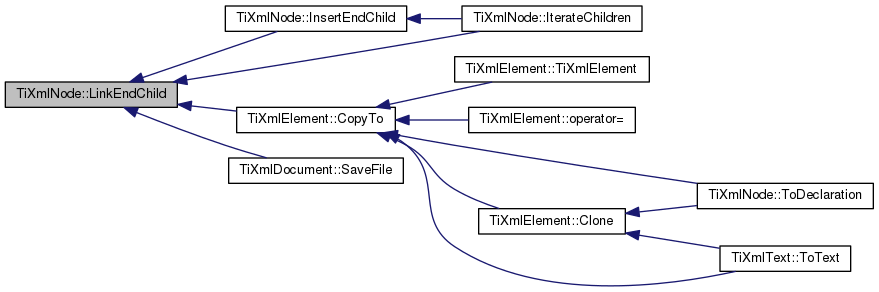 TiXmlNode::InsertEndChild
TiXmlNode::IterateChildren
TiXmlElement::TiXmlElement
TiXmlNode::LinkEndChild
TiXmlElement::CopyTo
TiXmlElement::operator=
TiXmlDocument::SaveFile
TiXmlNode::ToDeclaration
TiXmlElement::Clone
TiXmlText::ToText